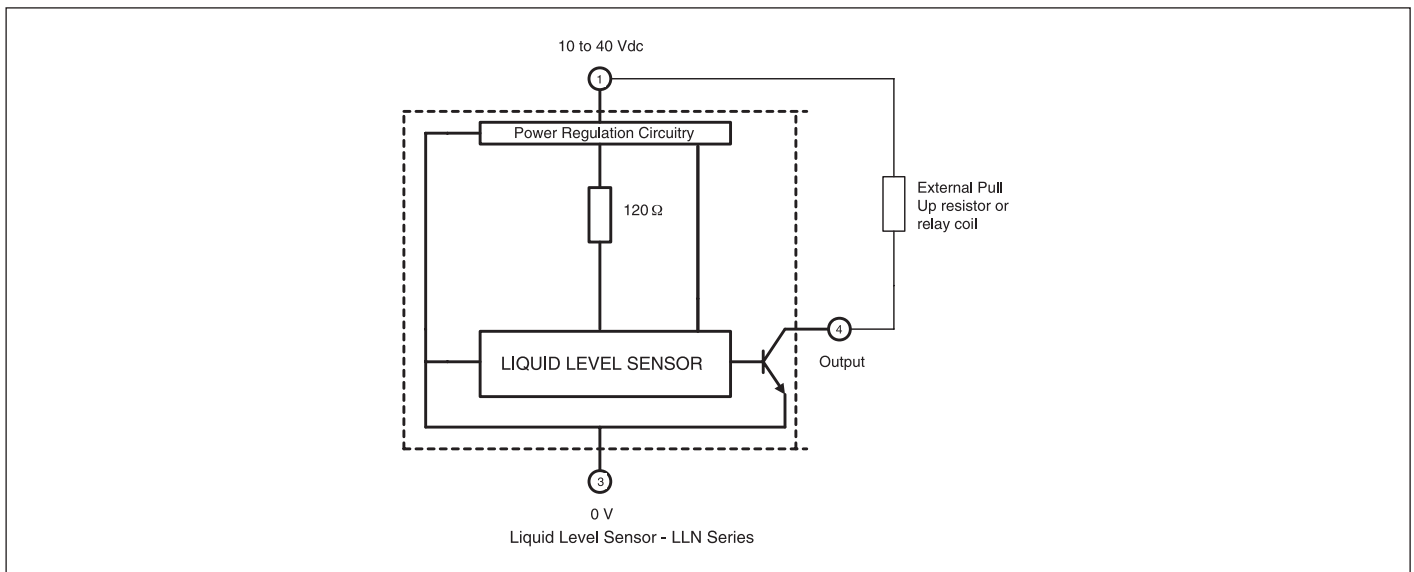 10 to 40 Vdc
1
Power Regulation Circuitry
120 Ω
External Pull
Up resistor or
relay coil
LIQUID LEVEL SENSOR
4
Output
3
0 V
Liquid Level Sensor - LLN Series